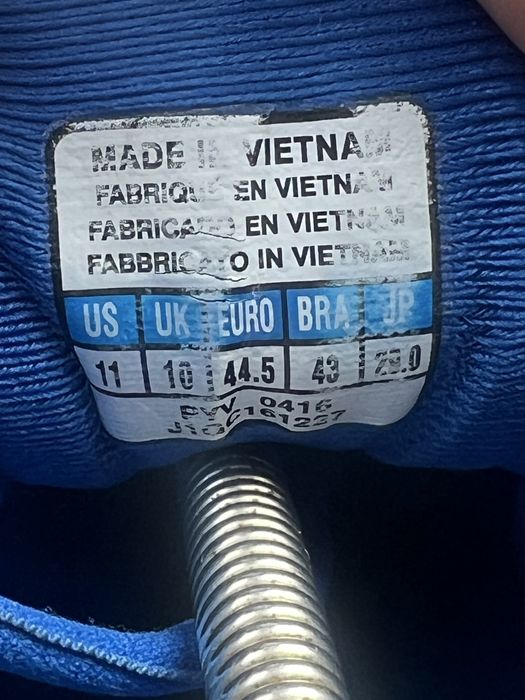 MADE IN VIETNAM
FABRIQUÉ EN VIETNAM
FABRICADO EN VIETNAM
FABBRICATO IN VIETNAM
US UK EURO BRA JP
11 10 44.5 43 29.0
0416